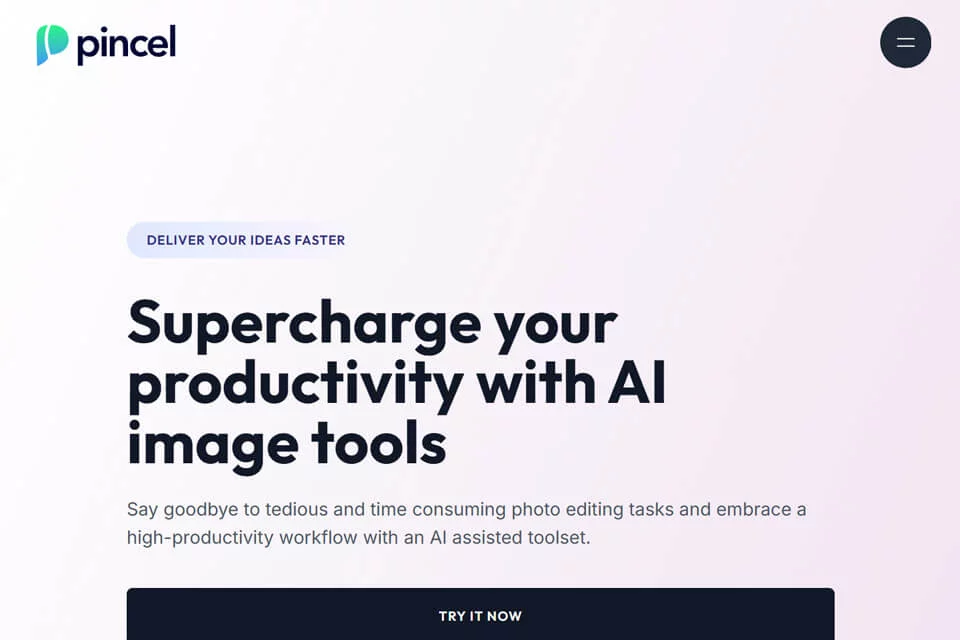 pincel
DELIVER YOUR IDEAS FASTER
Supercharge your
productivity with AI
image tools
Say goodbye to tedious and time consuming photo editing tasks and embrace a
high-productivity workflow with an AI assisted toolset.
TRY IT NOW